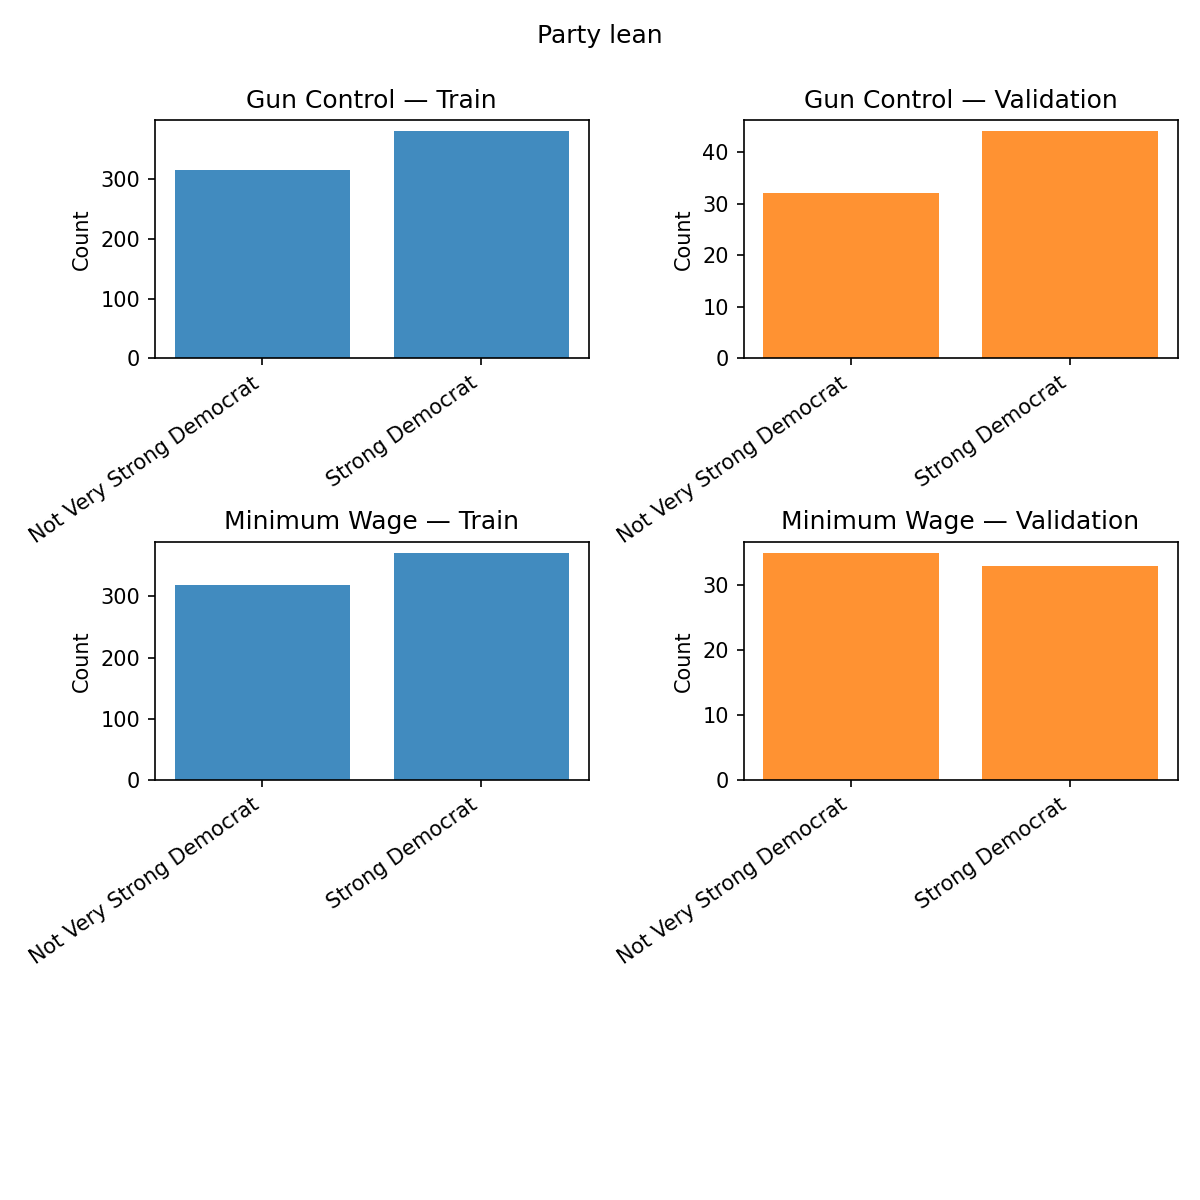 Party lean
Gun Control — Train
Count
300
200
100
0
Not Very Strong Democrat
Strong Democrat
Gun Control — Validation
Count
40
30
20
10
0
Not Very Strong Democrat
Strong Democrat
Minimum Wage — Train
Count
300
200
100
0
Not Very Strong Democrat
Strong Democrat
Minimum Wage — Validation
Count
30
20
10
0
Not Very Strong Democrat
Strong Democrat